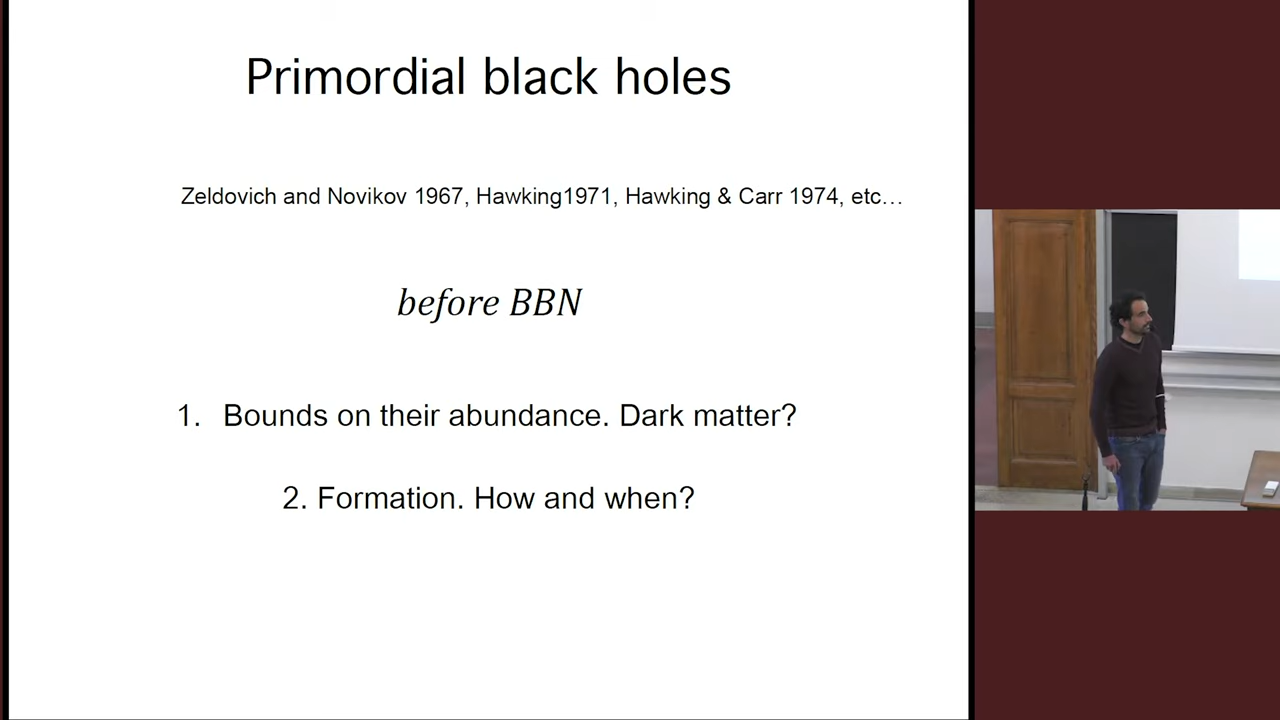 Primordial black holes
Zeldovich and Novikov 1967, Hawking1971, Hawking & Carr 1974, etc…
before BBN
1. Bounds on their abundance. Dark matter?
2. Formation. How and when?